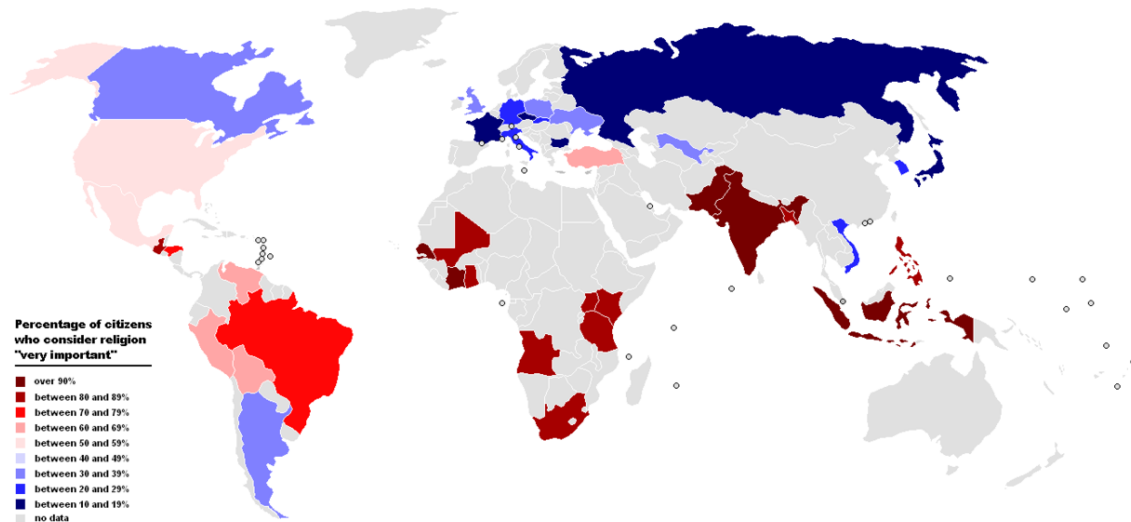 Percentage of citizens
who consider religion
"very important"
over 90%
between 80 and 89%
between 70 and 79%
between 60 and 69%
between 50 and 59%
between 40 and 49%
between 30 and 39%
between 20 and 29%
between 10 and 19%
no data